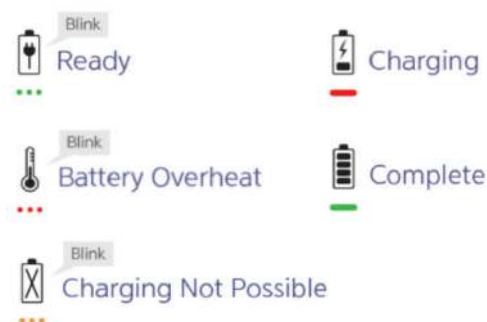 Blink
Ready
Charging
Blink
Battery Overheat
Complete
Blink
Charging Not Possible